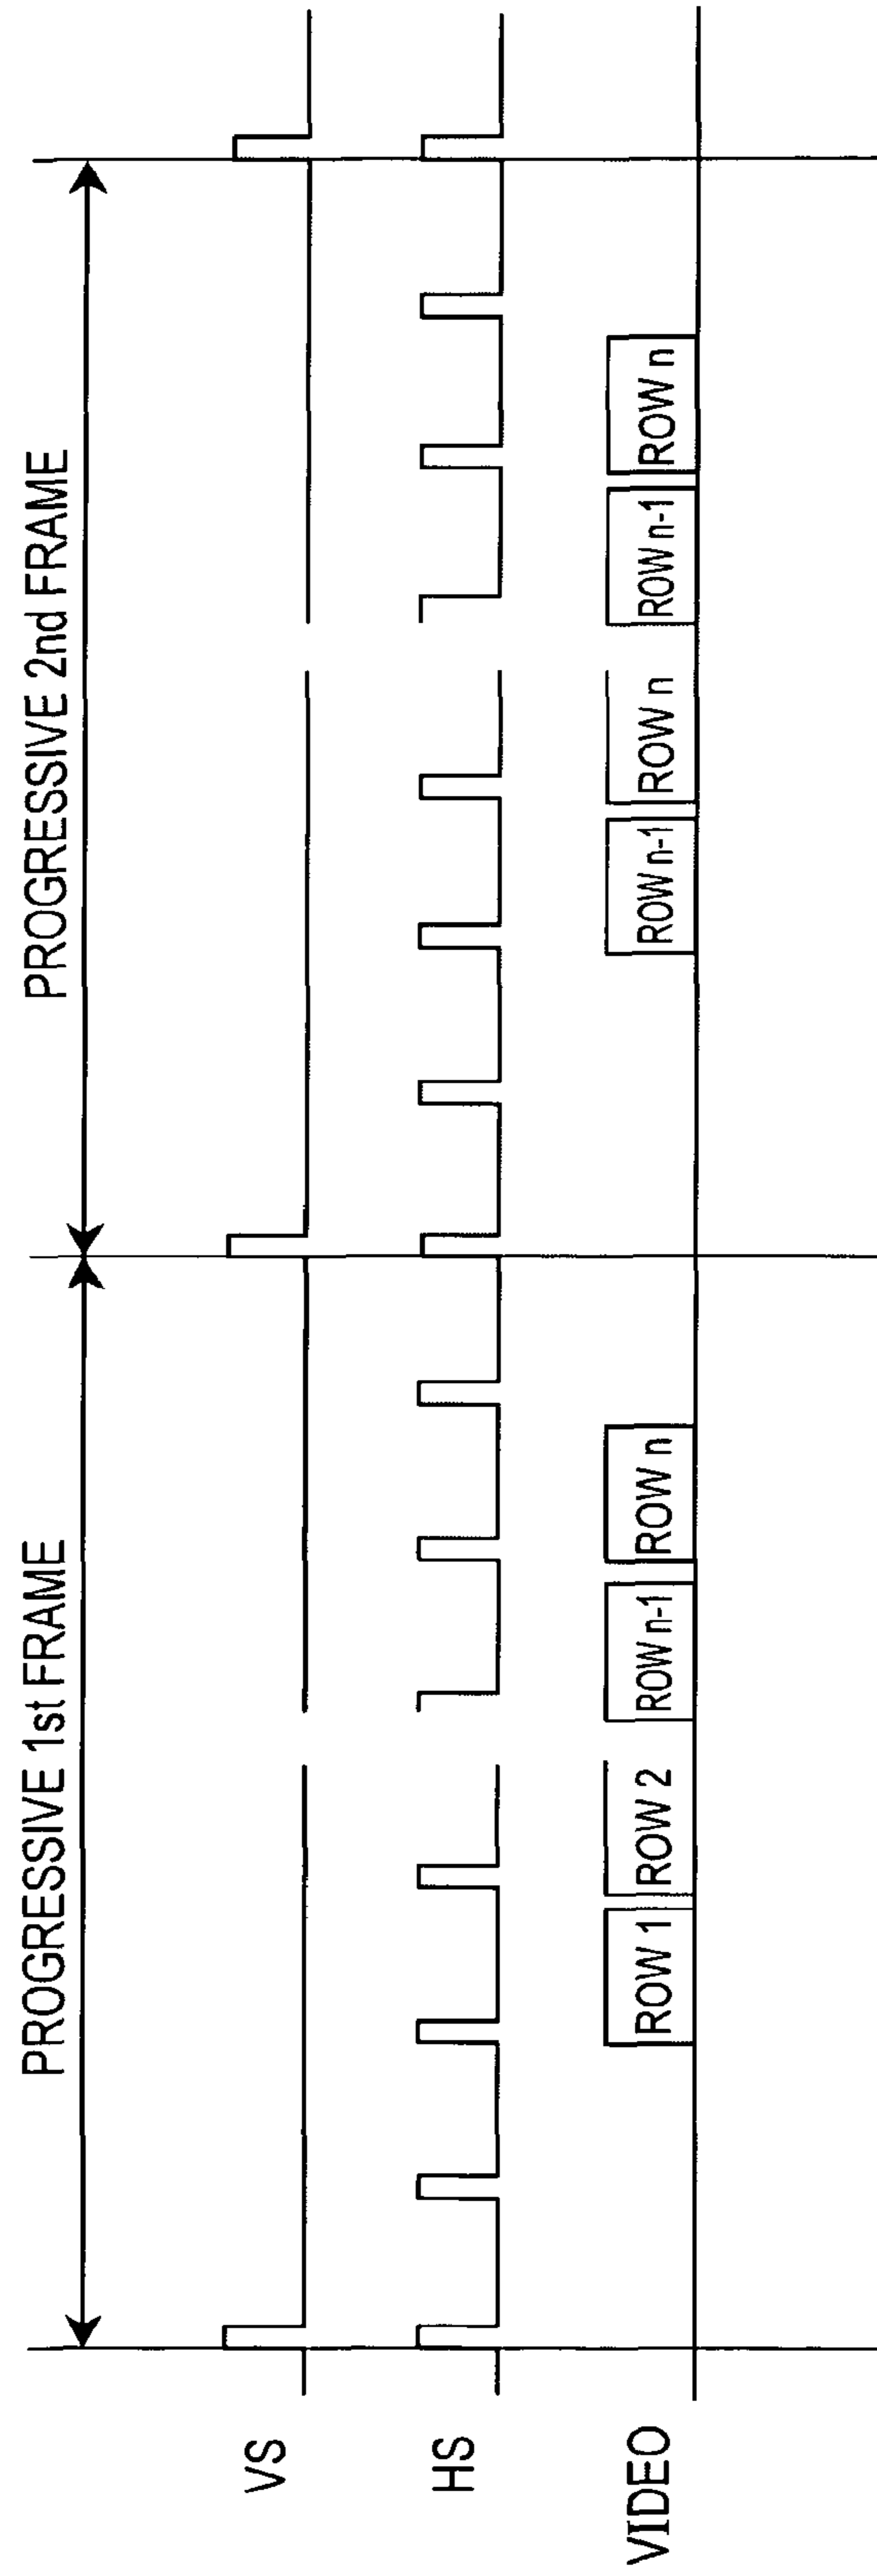 PROGRESSIVE 1st FRAME
PROGRESSIVE 2nd FRAME
VS
HS
VIDEO
ROW 1
ROW 2
ROW n-1
ROW n
ROW n-1
ROW n
ROW n-1
ROW n